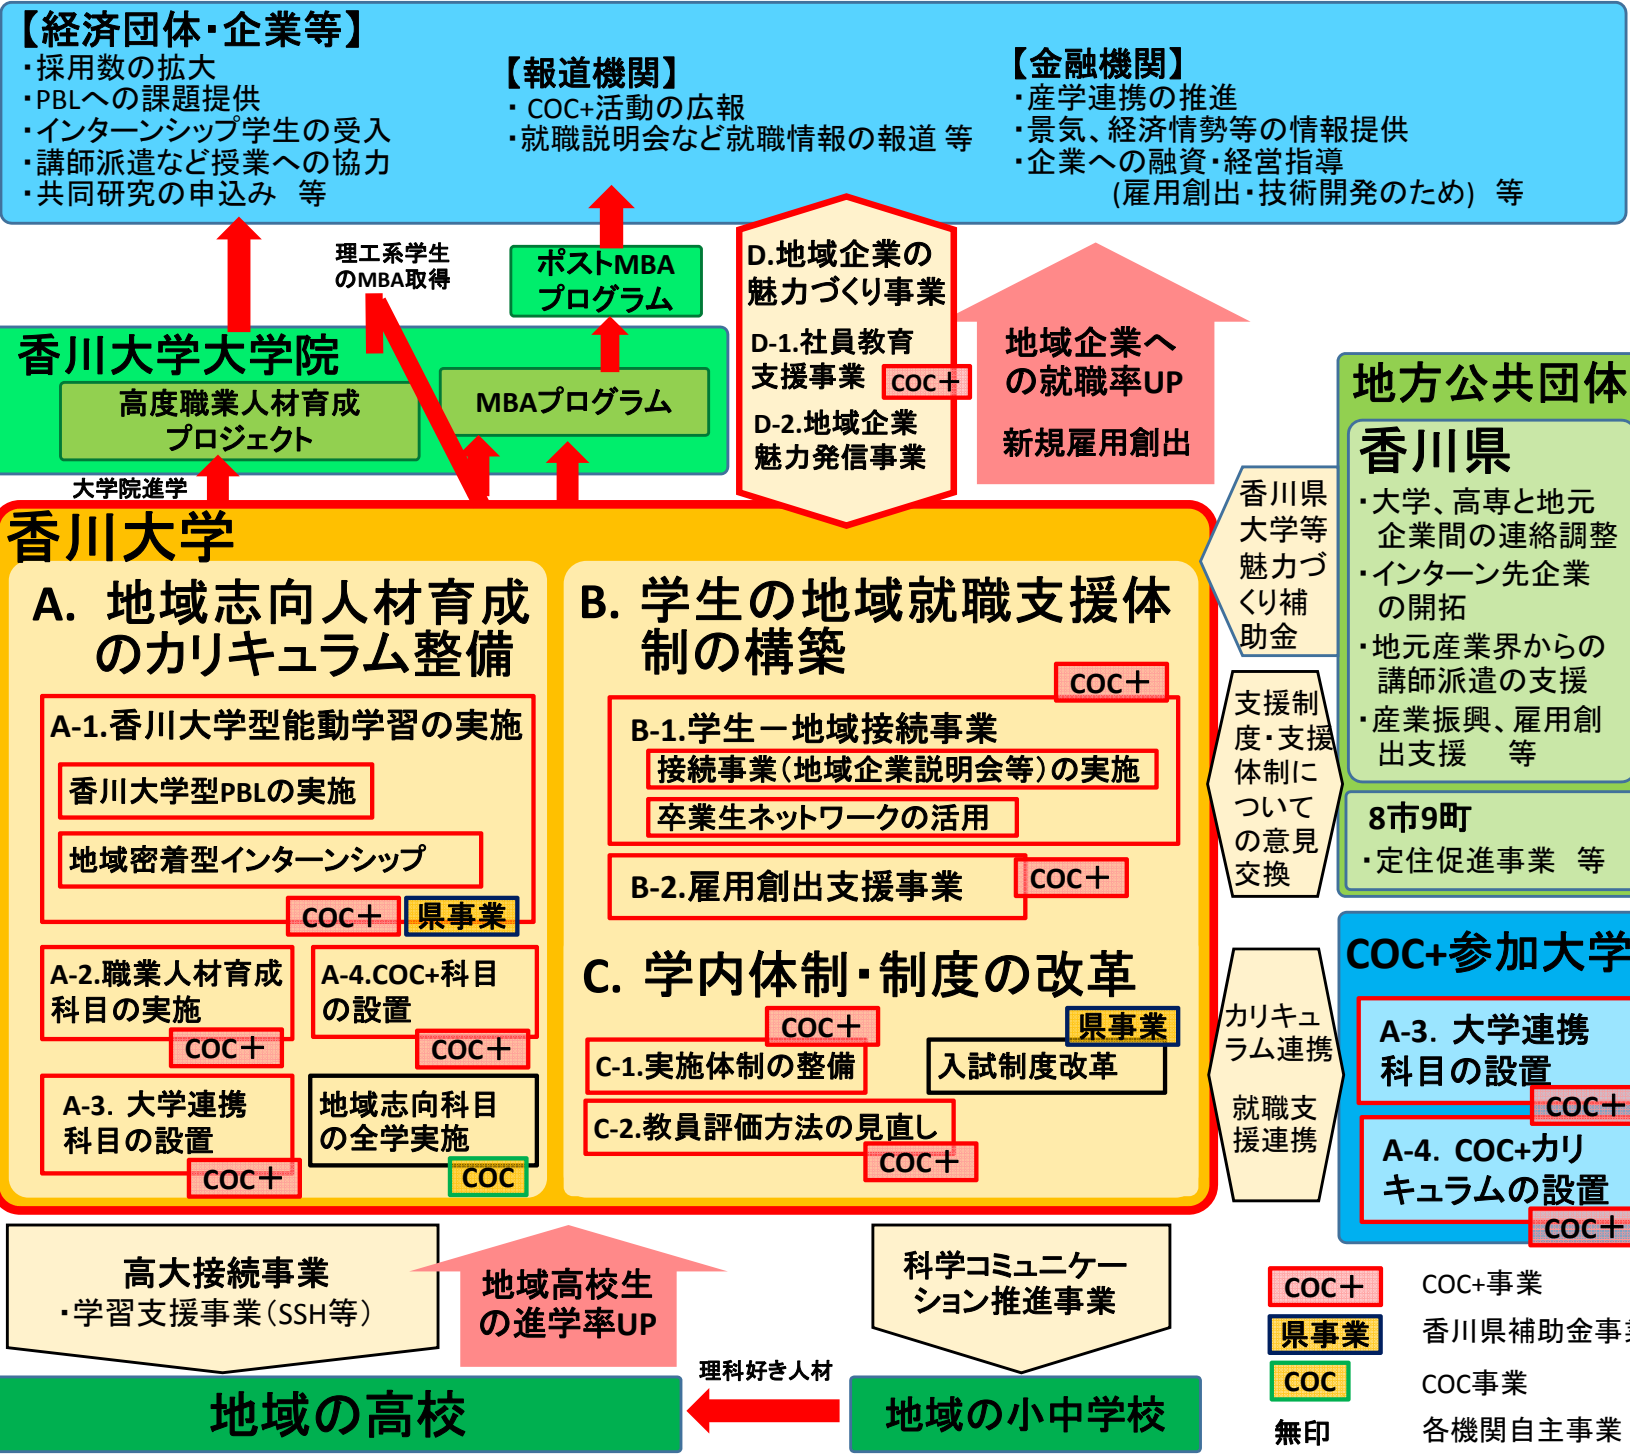 【経済団体・企業等】
・採用数の拡大
・PBLへの課題提供
・インターンシップ学生の受入
・講師派遣など授業への協力
・共同研究の申込み 等
【報道機関】
・COC+活動の広報
・就職説明会など就職情報の報道 等
【金融機関】
・産学連携の推進
・景気、経済情勢等の情報提供
・企業への融資・経営指導
(雇用創出・技術開発のため) 等
理工系学生
のMBA取得
ポストMBA
プログラム
D.地域企業の
魅力づくり事業
D-1.社員教育
支援事業
COC＋
D-2.地域企業
魅力発信事業
地域企業へ
の就職率UP
新規雇用創出
香川大学大学院
高度職業人材育成
プロジェクト
MBAプログラム
大学院進学
地方公共団体
香川県
・大学、高専と地元
企業間の連絡調整
・インターン先企業
の開拓
・地元産業界からの
講師派遣の支援
・産業振興、雇用創
出支援 等
8市9町
・定住促進事業 等
香川県
大学等
魅力づ
くり補
助金
支援制
度・支援
体制に
ついて
の意見
交換
香川大学
A. 地域志向人材育成
のカリキュラム整備
A-1.香川大学型能動学習の実施
香川大学型PBLの実施
地域密着型インターンシップ
COC＋
県事業
A-2.職業人材育成
科目の実施
COC＋
A-4.COC+科目
の設置
COC＋
A-3. 大学連携
科目の設置
COC＋
地域志向科目
の全学実施
COC
B. 学生の地域就職支援体
制の構築
COC＋
B-1.学生－地域接続事業
接続事業（地域企業説明会等）の実施
卒業生ネットワークの活用
B-2.雇用創出支援事業
COC＋
C. 学内体制・制度の改革
COC＋
C-1.実施体制の整備
県事業
入試制度改革
C-2.教員評価方法の見直し
COC＋
カリキュ
ラム連携
就職支
援連携
COC+参加大学
A-3. 大学連携
科目の設置
COC＋
A-4. COC+カリ
キュラムの設置
COC＋
高大接続事業
・学習支援事業（SSH等）
地域高校生
の進学率UP
科学コミュニケー
ション推進事業
理科好き人材
地域の高校
地域の小中学校
COC＋ COC+事業
県事業 香川県補助金事
COC COC事業
無印 各機関自主事業